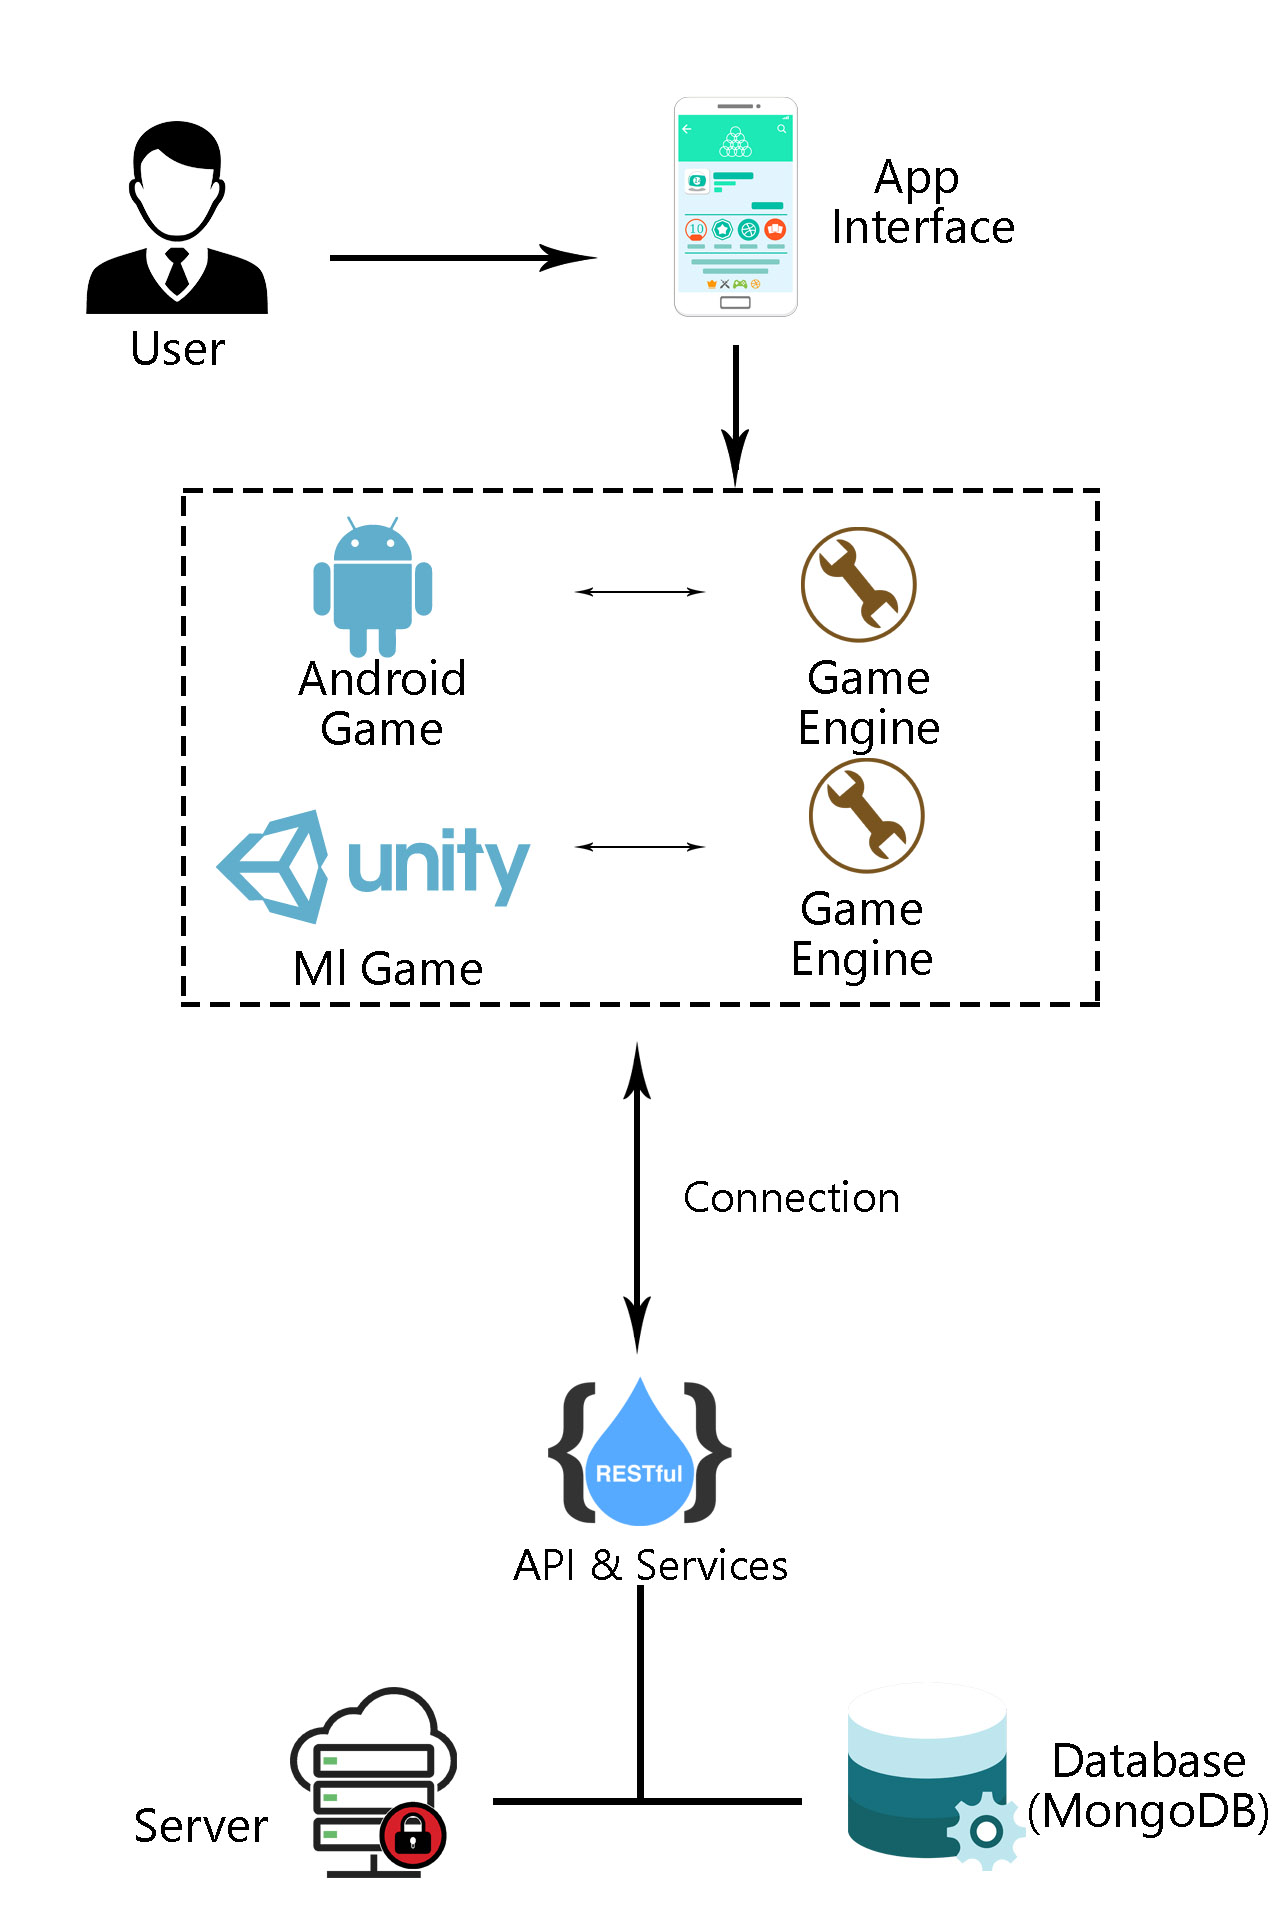 App
Interface
10
User
Android
Game
Game
Engine
unity
Ml Game
Game
Engine
Connection
RESTful
API & Services
Server
Database
(MongoDB)